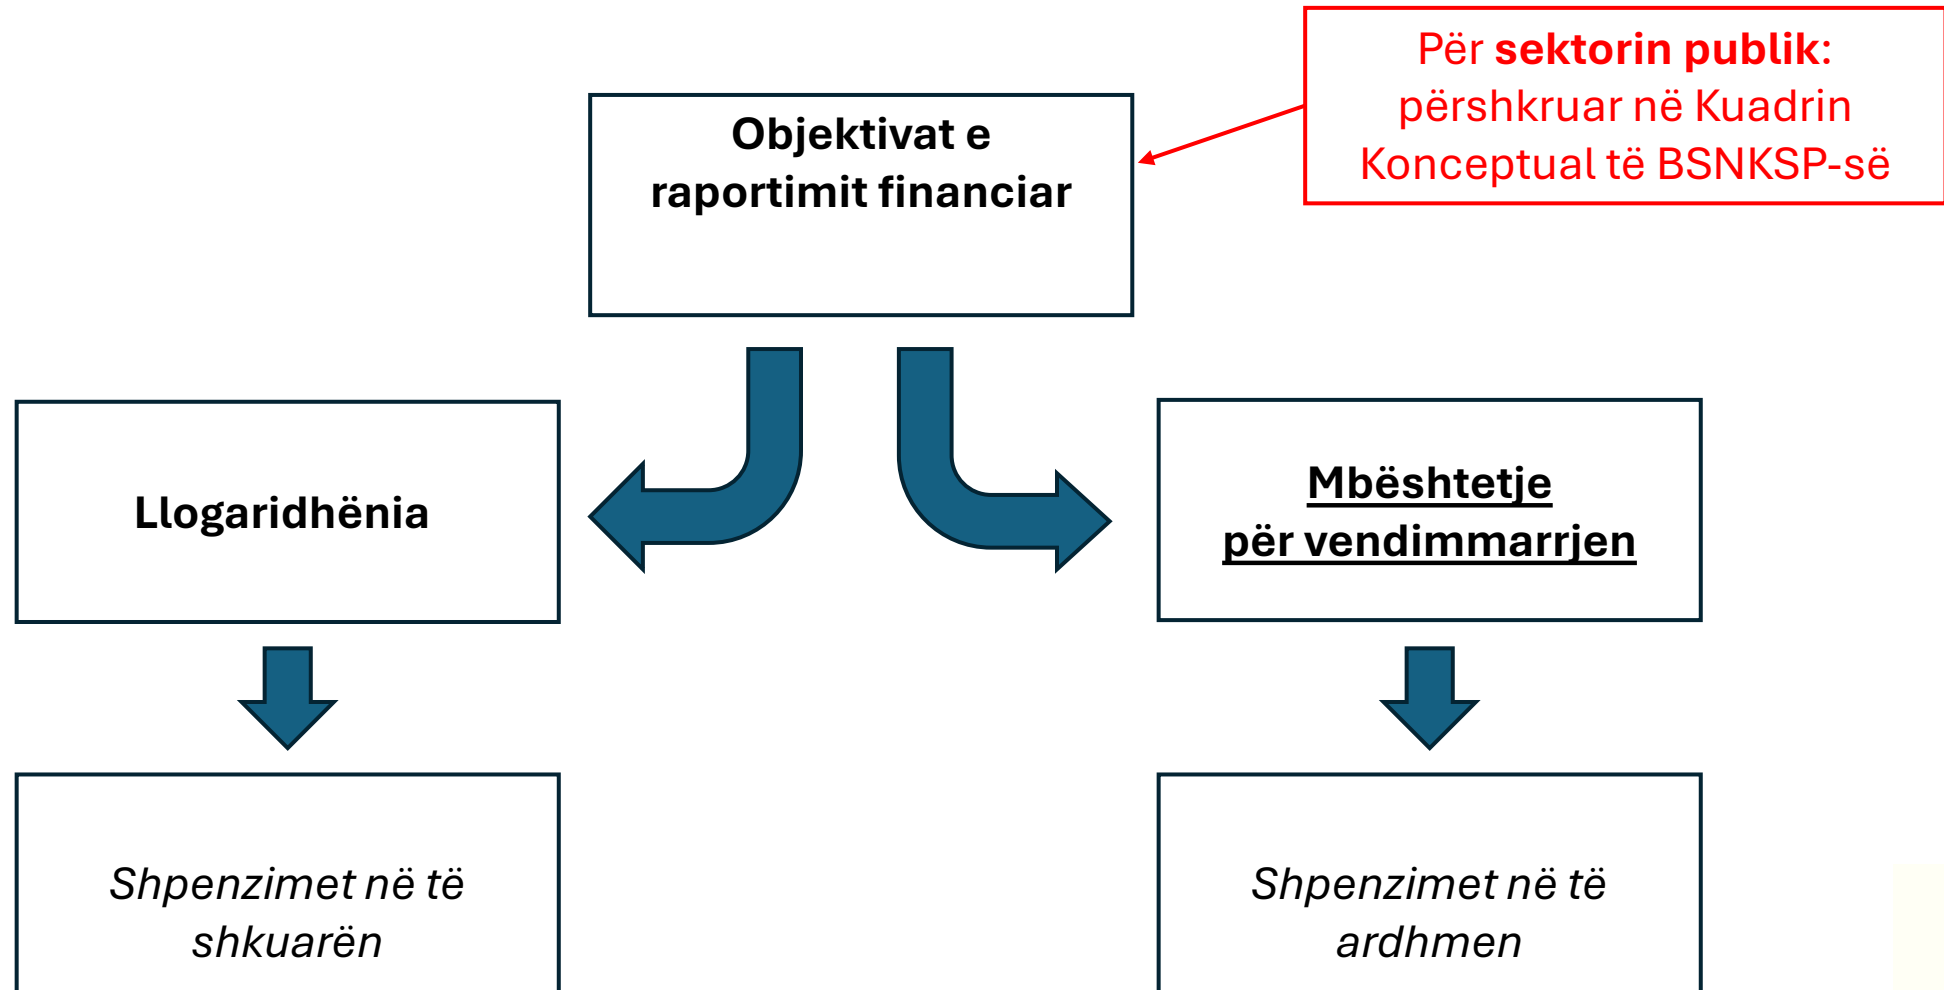 Për sektorin publik:
përshkruar në Kuadrin
Konceptual të BSNKSP-së
Objektivat e
raportimit financiar
Llogaridhënia
Mbështetje
për vendimmarrjen
Shpenzimet në të
shkuarën
Shpenzimet në të
ardhmen